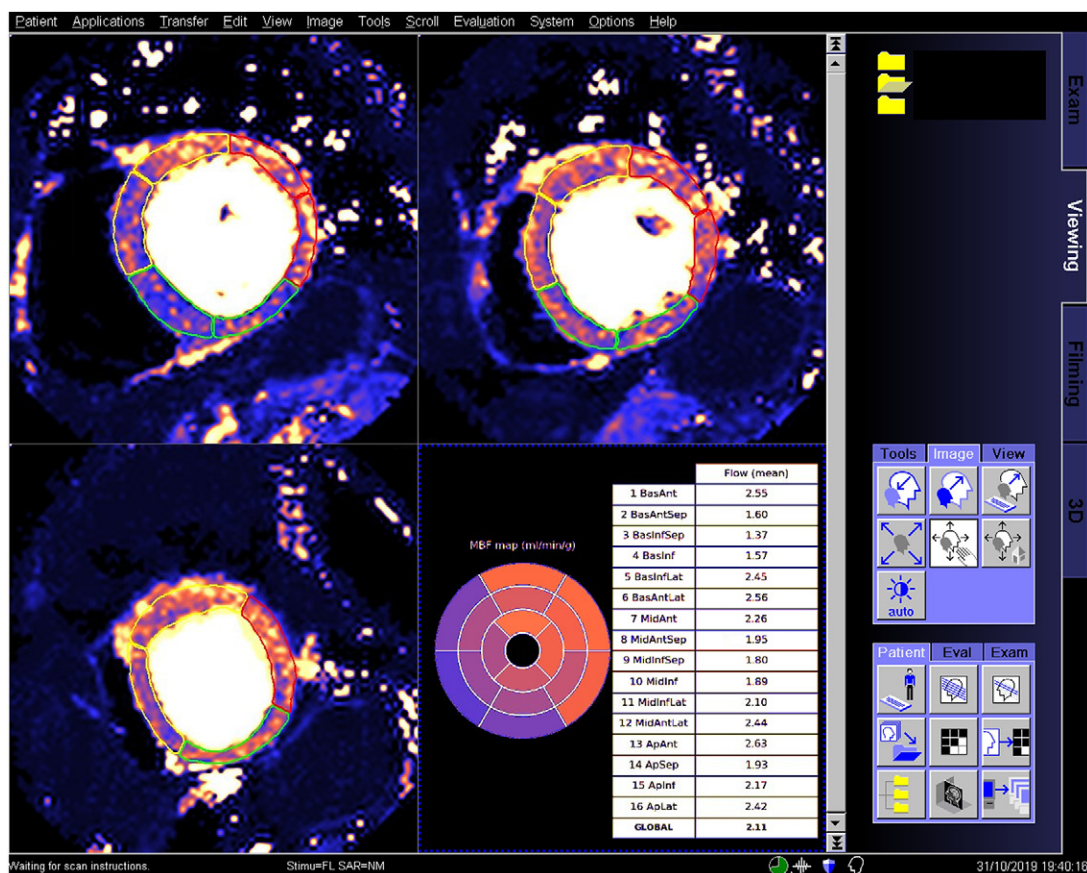 Patient Applications Transfer Edit View Image Tools Scroll Evaluation System Options Help
Exam
Viewing
Filming
3D
MBF map (ml/min/g)
Flow (mean)
1 BasAnt 2.55
2 BasAntSep 1.60
3 BasInfSep 1.37
4 BasInf 1.57
5 BasInfLat 2.45
6 BasAntLat 2.56
7 MidAnt 2.26
8 MidAntSep 1.95
9 MidInfSep 1.80
10 MidInf 1.89
11 MidInfLat 2.10
12 MidAntLat 2.44
13 ApAnt 2.63
14 ApSep 1.93
15 ApInf 2.17
16 ApLat 2.42
GLOBAL 2.11
Tools Image View
auto
Patient Eval Exam
Waiting for scan instructions. Stimu=FL SAR=NM 31/10/2019 19:40:16